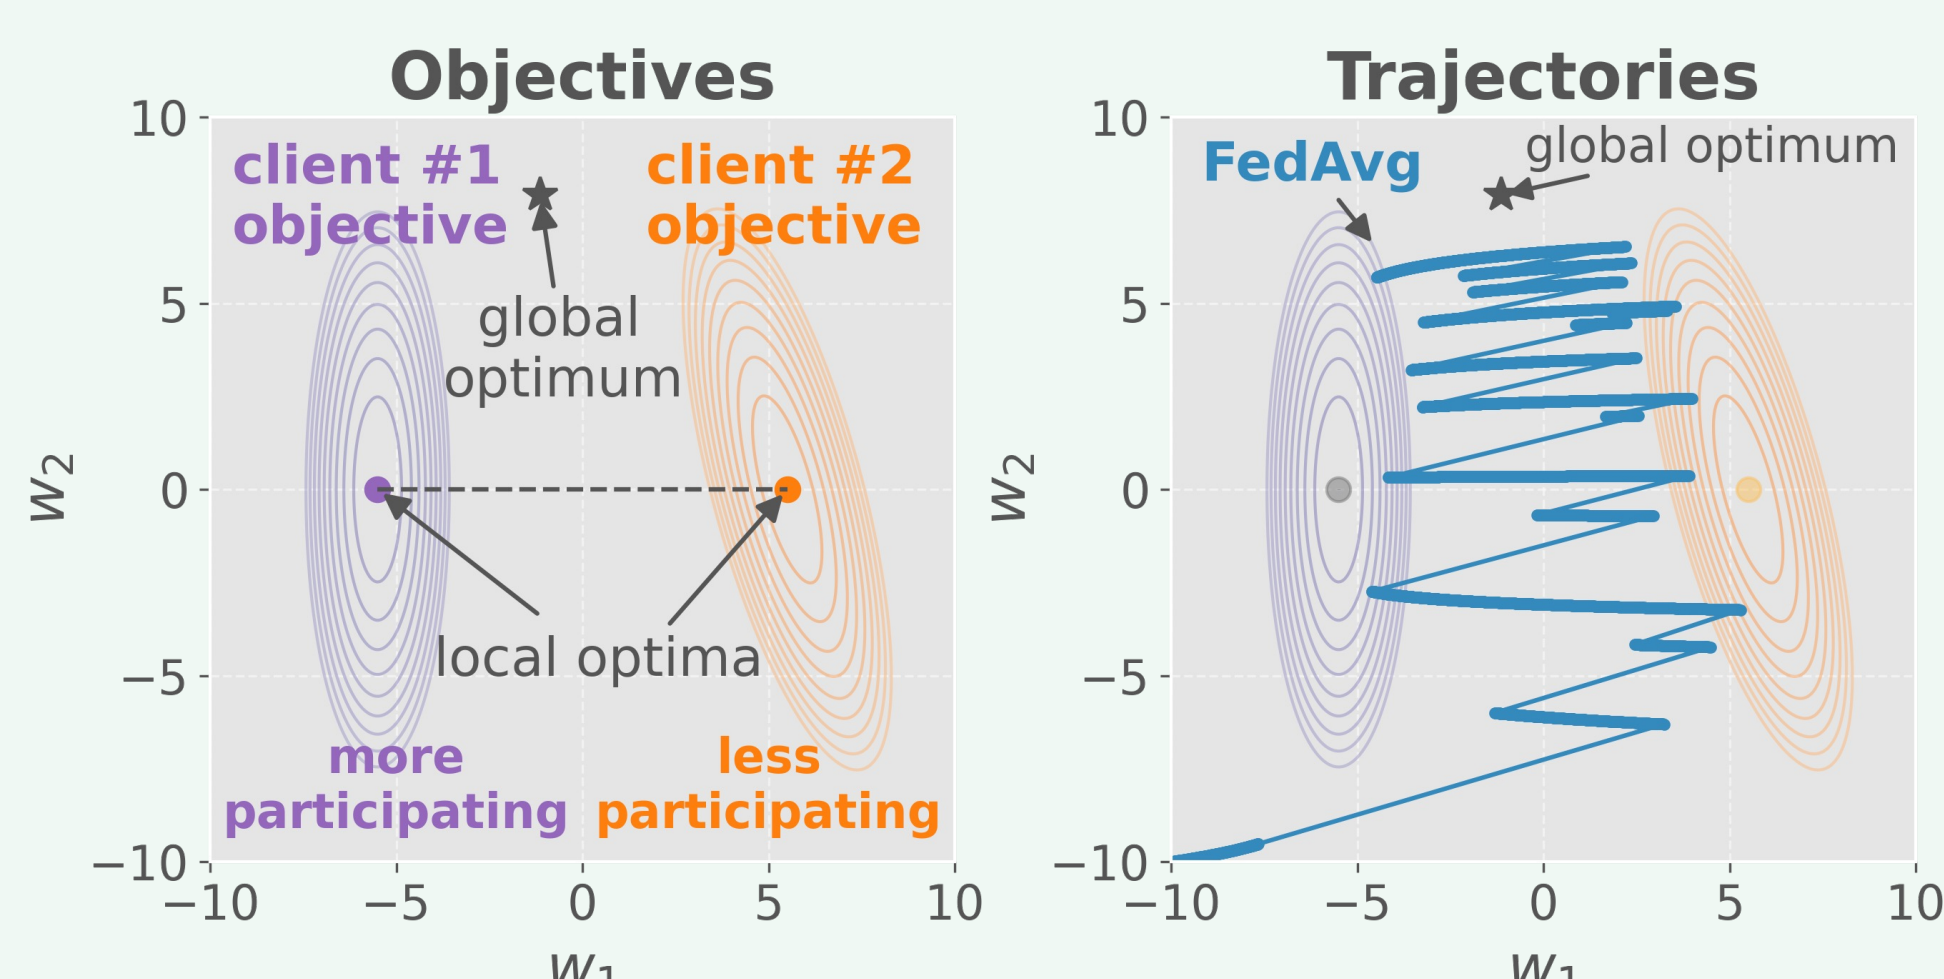 Objectives
client #1
objective
client #2
objective
global
optimum
local optima
more
participating
less
participating
10
5
0
−5
−10
−10
−5
0
5
10
w2
w1
Trajectories
FedAvg
global optimum
10
5
0
−5
−10
−10
−5
0
5
10
w2
w1